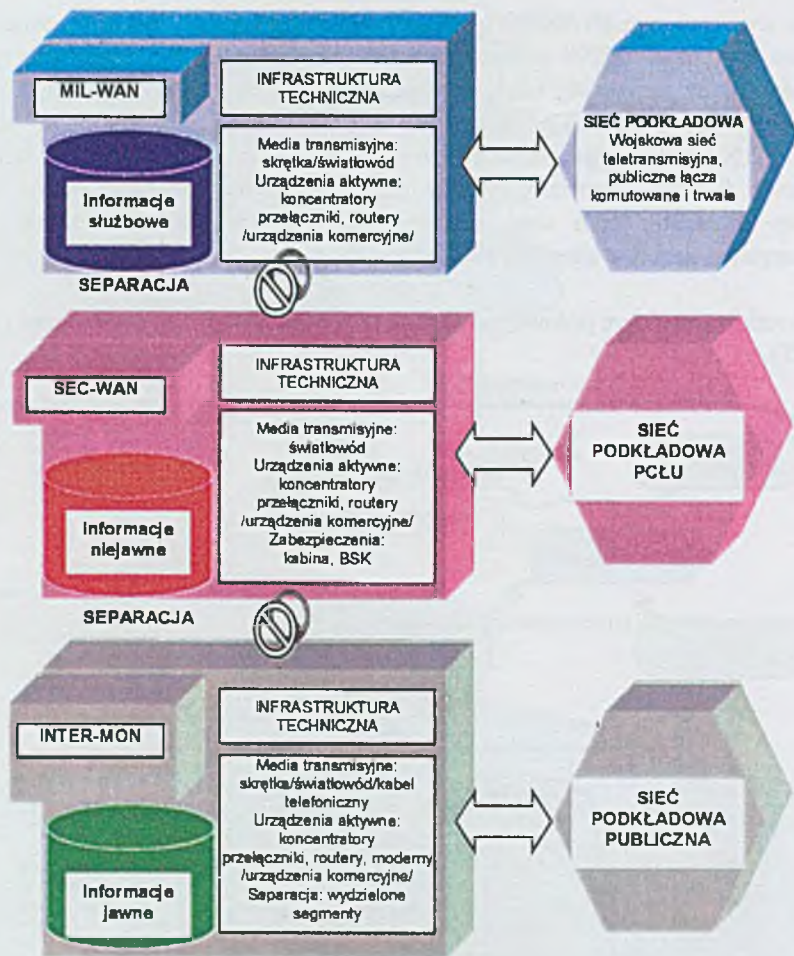 MIL-WAN
INFRASTRUKTURA
TECHNICZNA
Informacje
służbowe
Media transmisyjne:
skrętka/światłowód
Urządzenia aktywne:
koncentratory
przełączniki, routery
/urządzenia komercyjne/
SIEĆ PODKŁADOWA
Wojskowa sieć
teletransmisyjna,
publiczne łącza
komutowane i trwałe
SEPARACJA
SEC-WAN
INFRASTRUKTURA
TECHNICZNA
Informacje
niejawne
Media transmisyjne:
światłowód
Urządzenia aktywne:
koncentratory
przełączniki, routery
/urządzenia komercyjne/
Zabezpieczenia:
kabina, BSK
SIEĆ
PODKŁADOWA
PCŁU
SEPARACJA
INTER-MON
INFRASTRUKTURA
TECHNICZNA
Informacje
jawne
Media transmisyjne:
skrętka/światłowód/kabel
telefoniczny
Urządzenia aktywne:
koncentratory
przełączniki, routery, modemy
/urządzenia komercyjne/
Separacja: wydzielone
segmenty
SIEĆ
PODKŁADOWA
PUBLICZNA